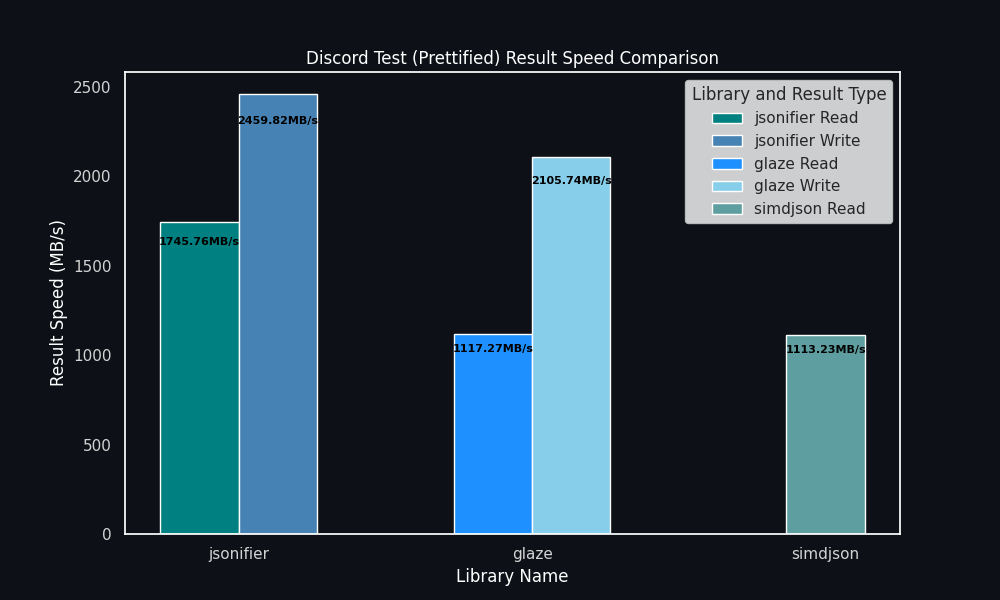 Discord Test (Prettified) Result Speed Comparison
Library and Result Type
jsonifier Read
jsonifier Write
glaze Read
glaze Write
simdjson Read
Result Speed (MB/s)
2500
2000
1500
1000
500
0
1745.76MB/s
2459.82MB/s
1117.27MB/s
2105.74MB/s
1113.23MB/s
jsonifier
glaze
simdjson
Library Name